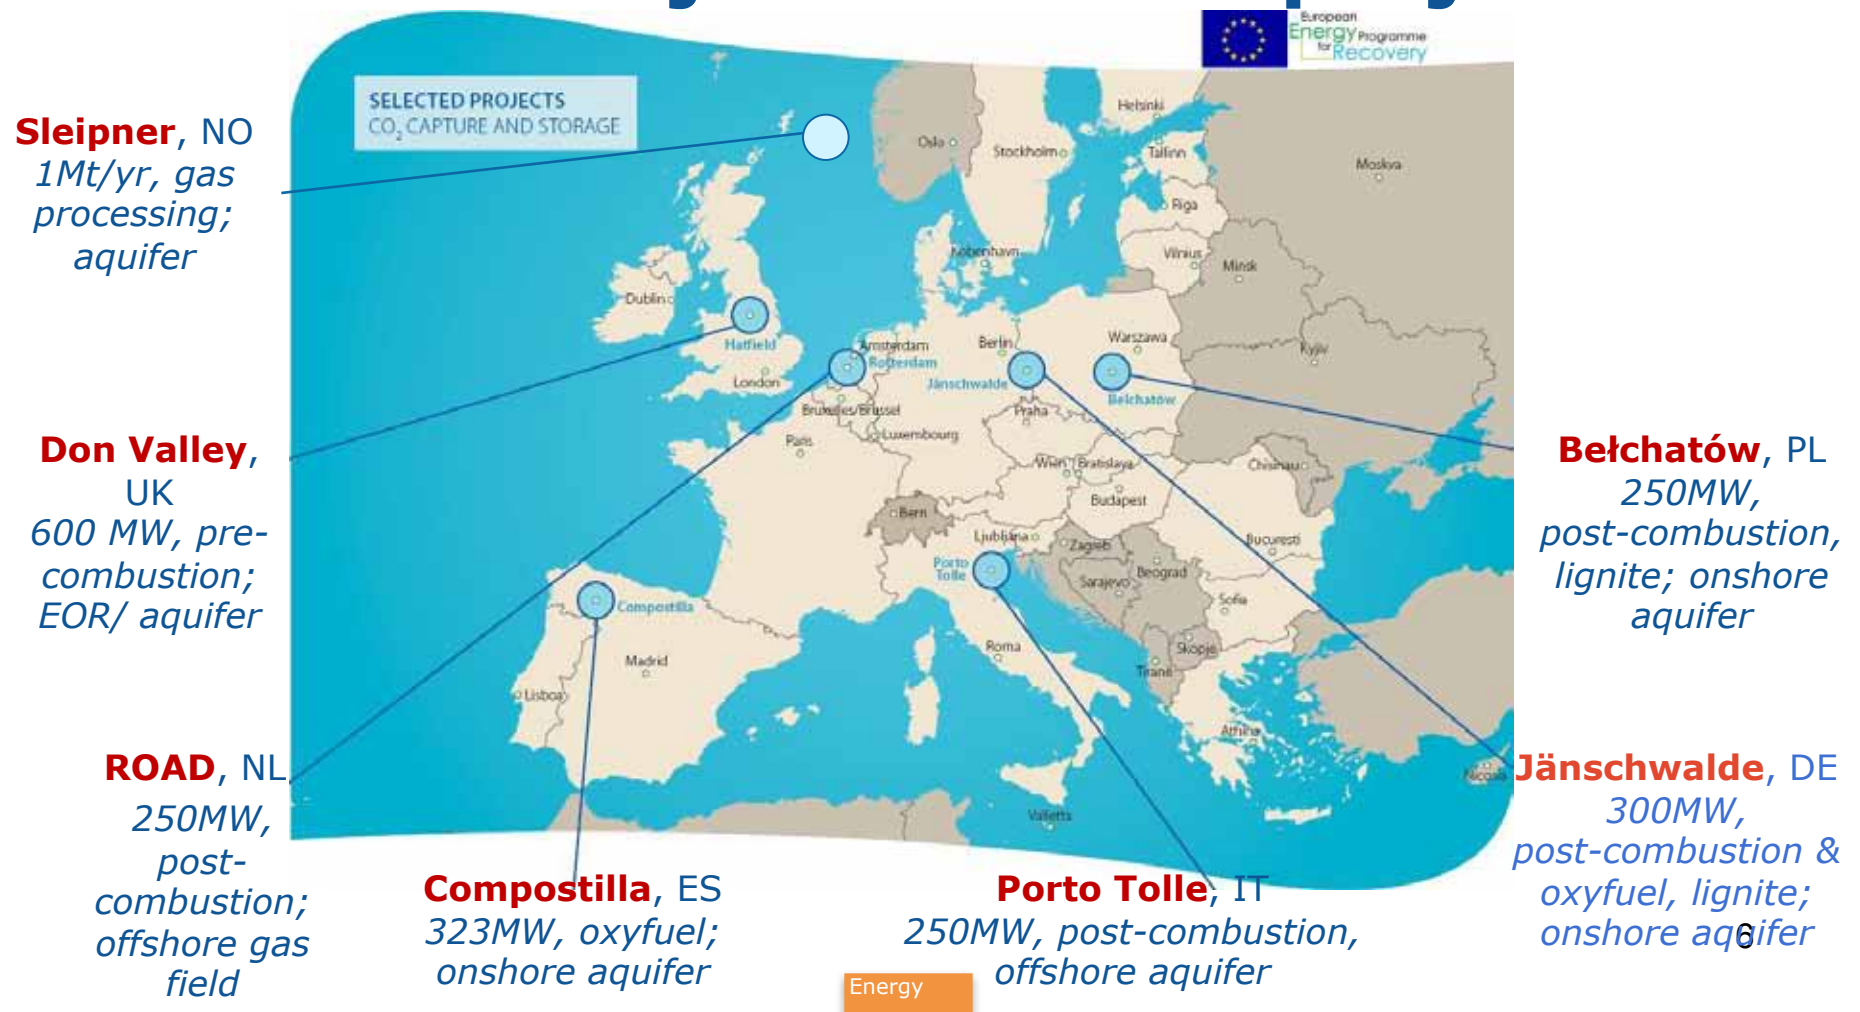 European
Energy Programme
for Recovery
SELECTED PROJECTS
CO2 CAPTURE AND STORAGE
Sleipner, NO
1Mt/yr, gas
processing;
aquifer
Don Valley,
UK
600 MW, pre-
combustion;
EOR/ aquifer
ROAD, NL
250MW,
post-
combustion;
offshore gas
field
Compostilla, ES
323MW, oxyfuel;
onshore aquifer
Porto Tolle, IT
250MW, post-combustion,
offshore aquifer
Bełchatów, PL
250MW,
post-combustion,
lignite; onshore
aquifer
Jänschwalde, DE
300MW,
post-combustion &
oxyfuel, lignite;
onshore aquifer
6
Energy
Helsinki
Oslo
Stockholm
Tallinn
Moskva
Riga
København
Vilnius
Minsk
Dublin
Hatfield
Amsterdam
Rotterdam
Berlin
Warszawa
Kyjiv
London
Jänschwalde
Bełchatów
Bruxelles/Brussel
Praha
Luxembourg
Paris
Wien
Bratislava
Chisinau
Budapest
Bern
Ljubljana
Zagreb
Bucuresti
Porto
Tolle
Sarajevo
Beograd
Sofia
Compostilla
Roma
Skopje
Madrid
Tirane
Lisboa
Athina
Nicosia
Valletta